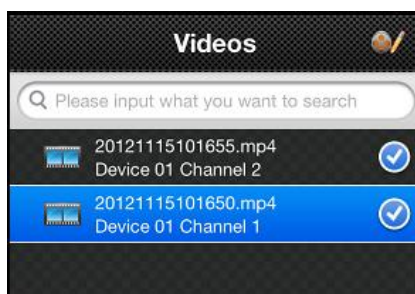 Videos
Please input what you want to search
20121115101655.mp4
Device 01 Channel 2
20121115101650.mp4
Device 01 Channel 1